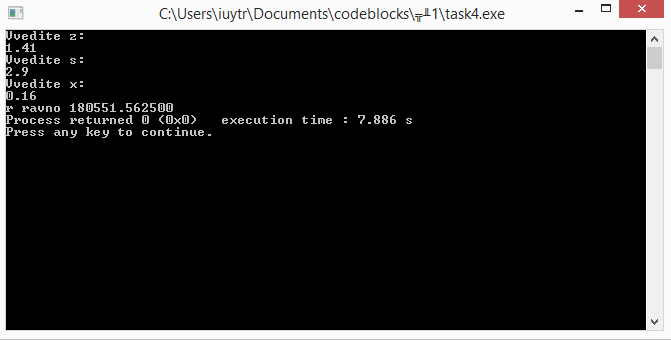 C:\Users\iuytr\Documents\codeblocks\╤╨1\task4.exe
Vvedite z:
1.41
Vvedite s:
2.9
Vvedite x:
0.16
r ravno 180551.562500
Process returned 0 (0x0)   execution time : 7.886 s
Press any key to continue.